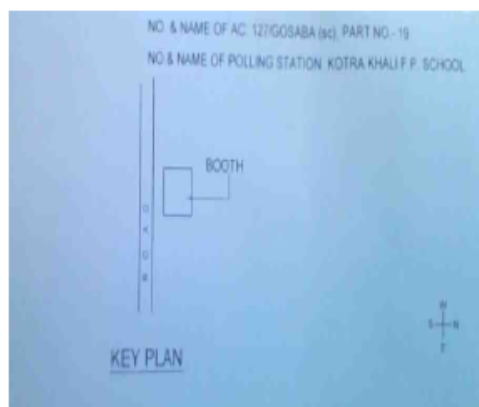 NO. & NAME OF AC. 127/GOSABA (sc), PART NO.- 19
NO.& NAME OF POLLING STATION. KOTRA KHALI F.P. SCHOOL
BOOTH
ROAD
W
S N
E
KEY PLAN